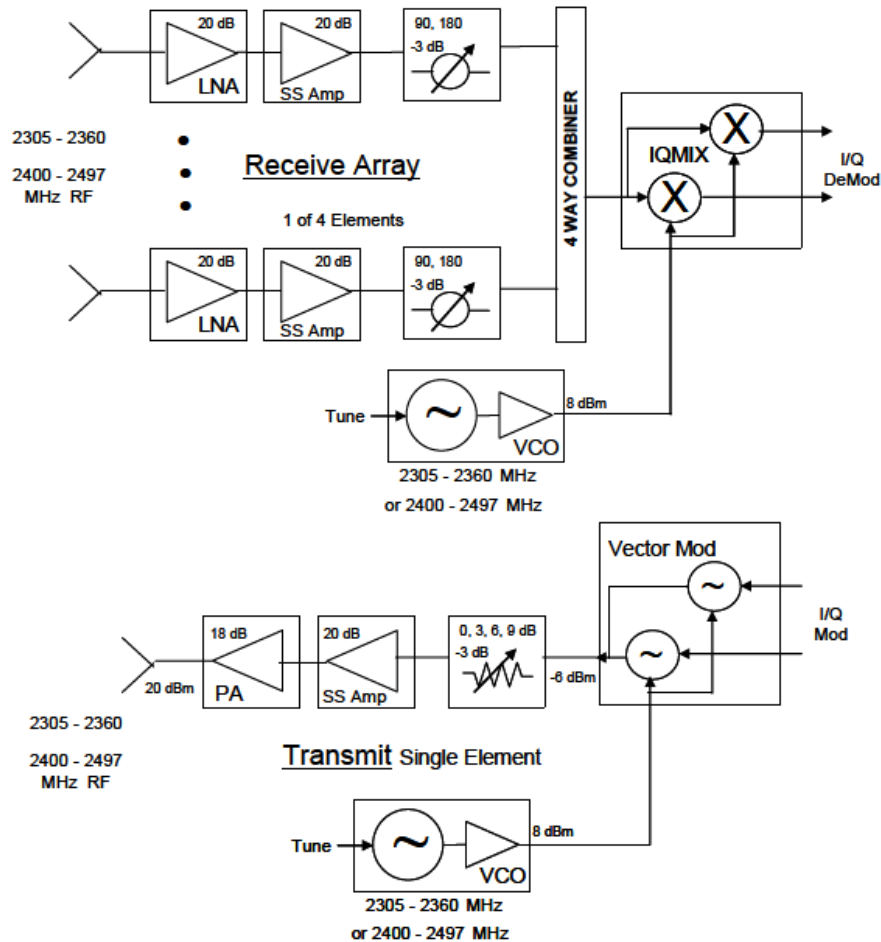 20 dB
LNA
20 dB
SS Amp
90, 180
-3 dB
2305 - 2360
2400 - 2497
MHz RF
Receive Array
1 of 4 Elements
4 WAY COMBINER
X
IQMIX
X
I/Q
DeMod
20 dB
LNA
20 dB
SS Amp
90, 180
-3 dB
Tune
~
8 dBm
VCO
2305 - 2360 MHz
or 2400 - 2497 MHz
Vector Mod
~
~
I/Q
Mod
18 dB
PA
20 dBm
20 dB
SS Amp
0, 3, 6, 9 dB
-3 dB
-6 dBm
2305 - 2360
2400 - 2497
MHz RF
Transmit Single Element
Tune
~
8 dBm
VCO
2305 - 2360 MHz
or 2400 - 2497 MHz